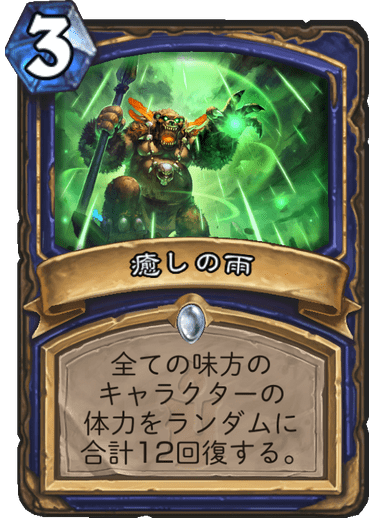 3
癒しの雨
全ての味方の
キャラクターの
体力をランダムに
合計12回復する。